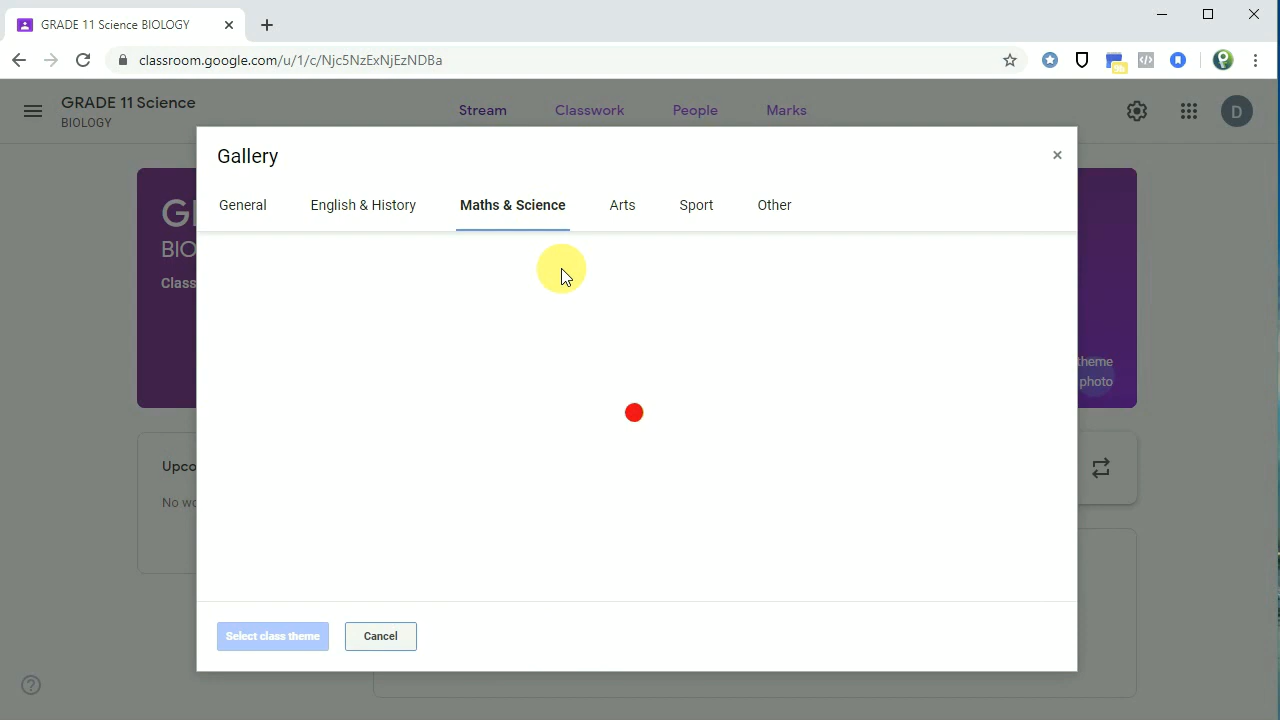 GRADE 11 Science BIOLOGY
classroom.google.com/u/1/c/Njc5NzExNjEzNDBa
GRADE 11 Science
BIOLOGY
Stream Classwork People Marks
D
Gallery
General English & History Maths & Science Arts Sport Other
G
BIO
Class
theme
photo
Upco
No wo
Select class theme Cancel